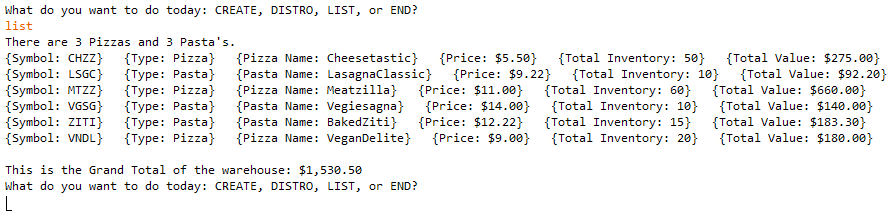 What do you want to do today: CREATE, DISTRO, LIST, or END?
list
There are 3 Pizzas and 3 Pasta's.
{Symbol: CHZZ}   {Type: Pizza}   {Pizza Name: Cheesetastic}   {Price: $5.50}   {Total Inventory: 50}   {Total Value: $275.00}
{Symbol: LSGC}   {Type: Pasta}   {Pasta Name: LasagnaClassic}   {Price: $9.22}   {Total Inventory: 10}   {Total Value: $92.20}
{Symbol: MTZZ}   {Type: Pizza}   {Pizza Name: Meatzilla}   {Price: $11.00}   {Total Inventory: 60}   {Total Value: $660.00}
{Symbol: VGSG}   {Type: Pasta}   {Pasta Name: Vegiesagna}   {Price: $14.00}   {Total Inventory: 10}   {Total Value: $140.00}
{Symbol: ZITI}   {Type: Pasta}   {Pasta Name: BakedZiti}   {Price: $12.22}   {Total Inventory: 15}   {Total Value: $183.30}
{Symbol: VNDL}   {Type: Pizza}   {Pizza Name: VeganDelite}   {Price: $9.00}   {Total Inventory: 20}   {Total Value: $180.00}
This is the Grand Total of the warehouse: $1,530.50
What do you want to do today: CREATE, DISTRO, LIST, or END?